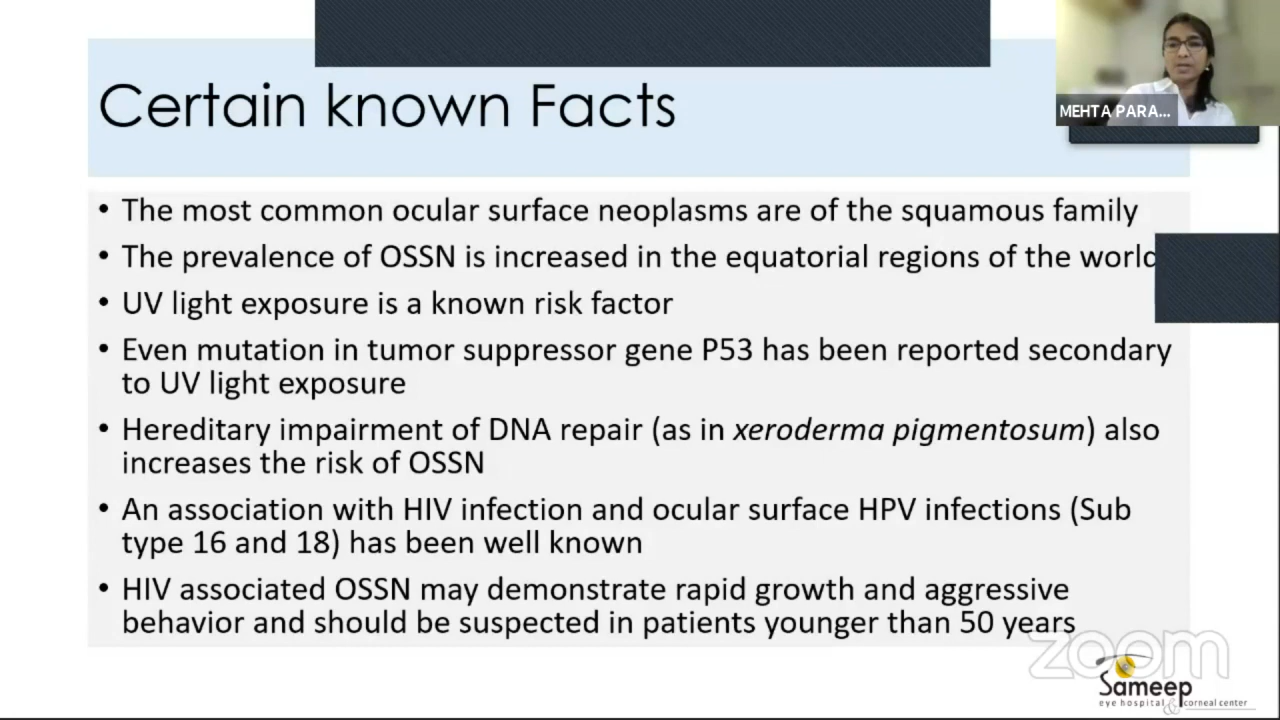 Certain known Facts
MEHTA PARA...
• The most common ocular surface neoplasms are of the squamous family
• The prevalence of OSSN is increased in the equatorial regions of the world
• UV light exposure is a known risk factor
• Even mutation in tumor suppressor gene P53 has been reported secondary
to UV light exposure
• Hereditary impairment of DNA repair (as in xeroderma pigmentosum) also
increases the risk of OSSN
• An association with HIV infection and ocular surface HPV infections (Sub
type 16 and 18) has been well known
• HIV associated OSSN may demonstrate rapid growth and aggressive
behavior and should be suspected in patients younger than 50 years
zoom
Sameep
eye hospital & corneal center